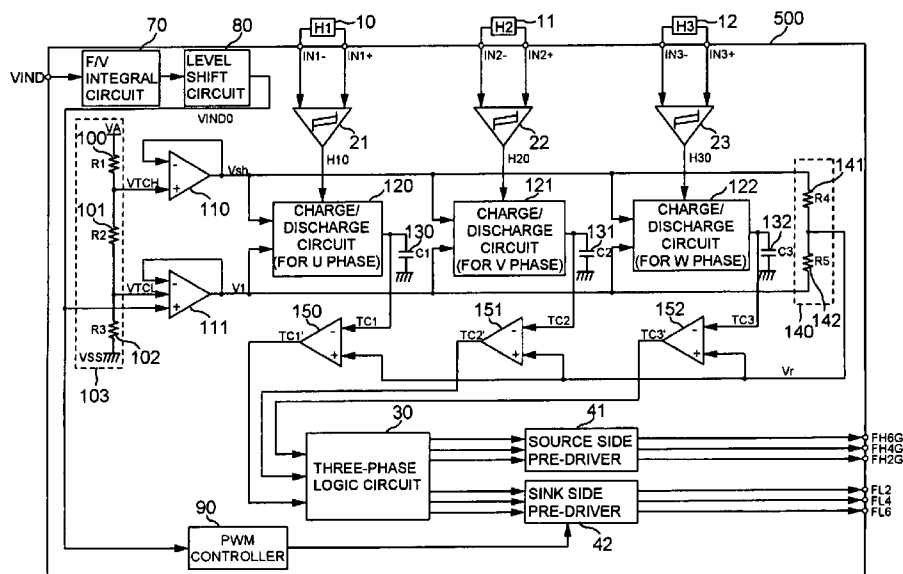 70 80 10 11 12 500
H1 H2 H3
VIND F/V INTEGRAL CIRCUIT
LEVEL SHIFT CIRCUIT
IN1- IN1+ IN2- IN2+ IN3- IN3+
VIND0
21 22 23
H10 H20 H30
100 VA
R1
VTCH
- + 110
Vsh
101
R2
VTCL
- - + 111
V1
R3
VSS
102
103
120
CHARGE/DISCHARGE CIRCUIT (FOR U PHASE)
130
C1
121
CHARGE/DISCHARGE CIRCUIT (FOR V PHASE)
131
C2
122
CHARGE/DISCHARGE CIRCUIT (FOR W PHASE)
132
C3
141
R4
R5
140 142
150 TC1' TC1 - +
151 TC2' TC2 - +
152 TC3' TC3 - +
Vr
30
THREE-PHASE LOGIC CIRCUIT
41
SOURCE SIDE PRE-DRIVER
FH6G
FH4G
FH2G
SINK SIDE PRE-DRIVER
42
FL2
FL4
FL6
90
PWM CONTROLLER